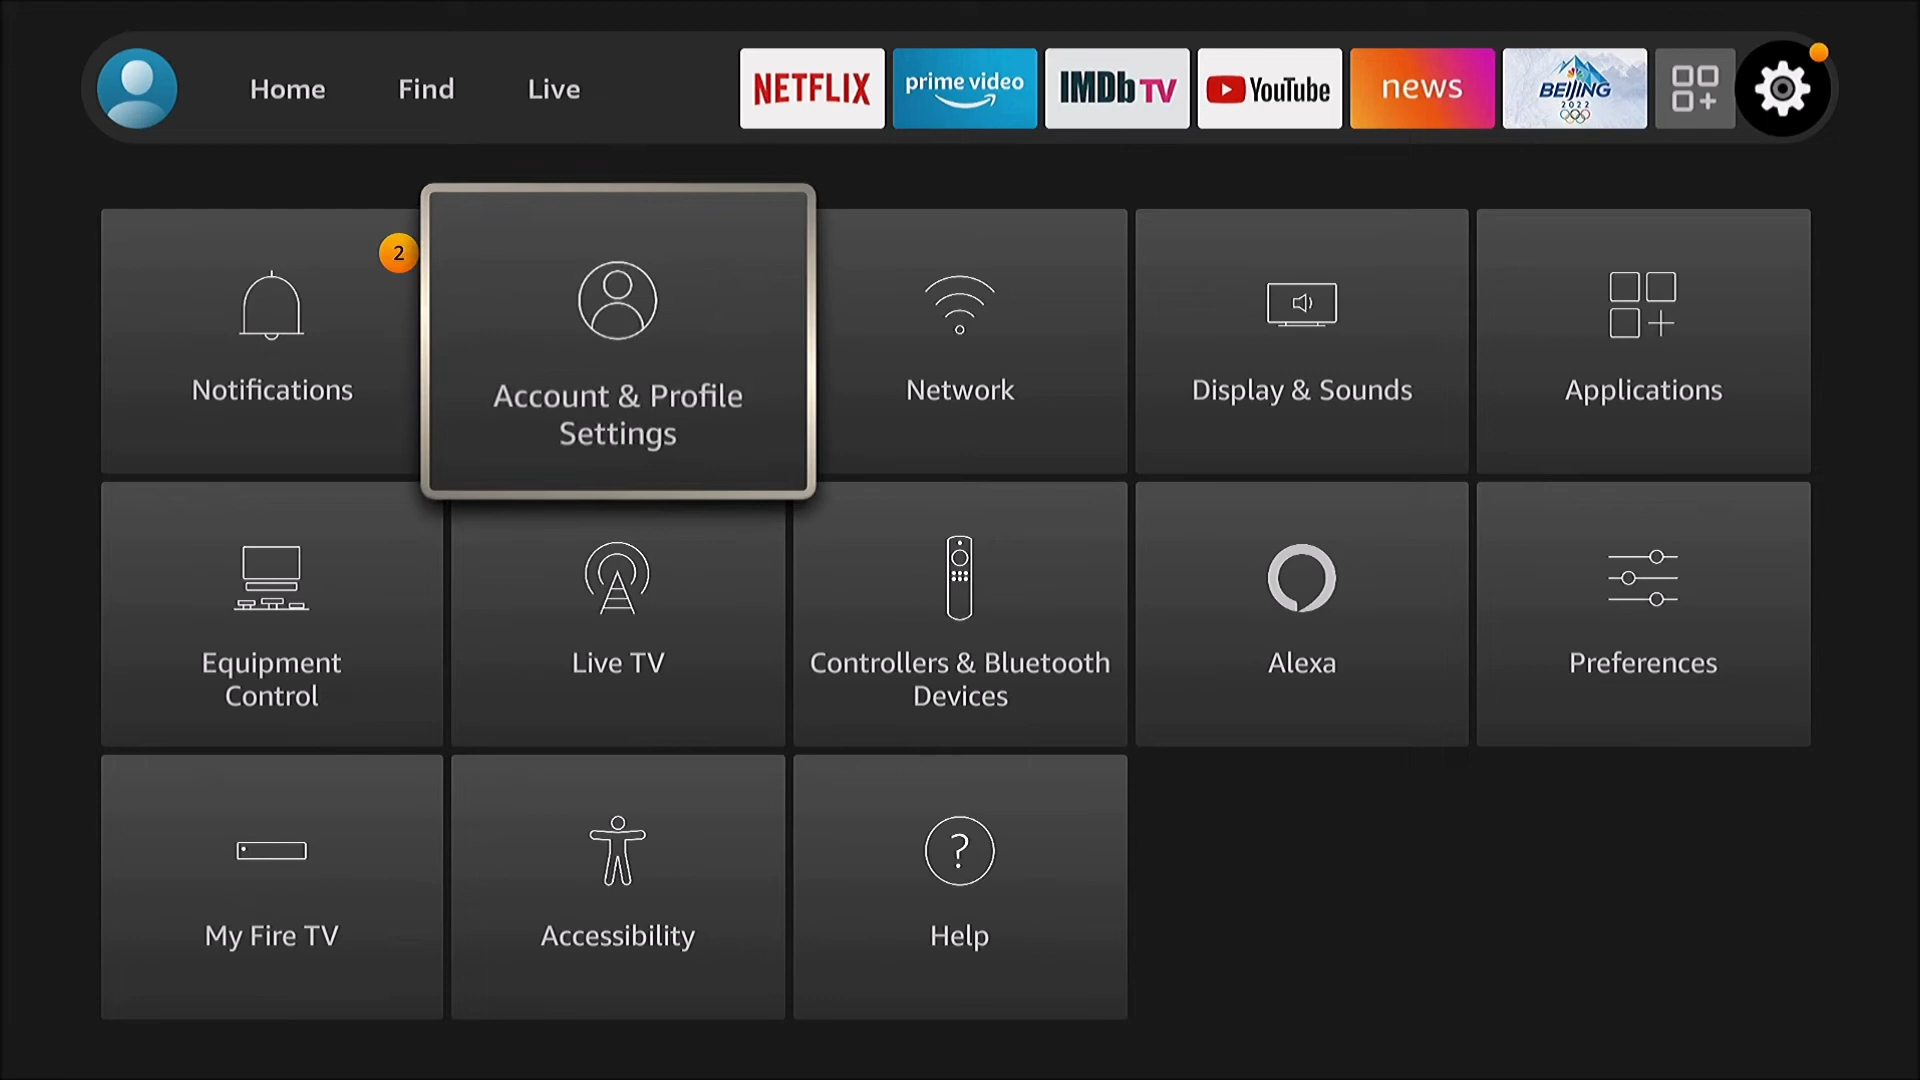 Home
Find
Live
NETFLIX
prime video
IMDb TV
YouTube
news
BEIJING
2022
2
Notifications
Account & Profile
Settings
Network
Display & Sounds
Applications
Equipment
Control
Live TV
Controllers & Bluetooth
Devices
Alexa
Preferences
My Fire TV
Accessibility
?
Help